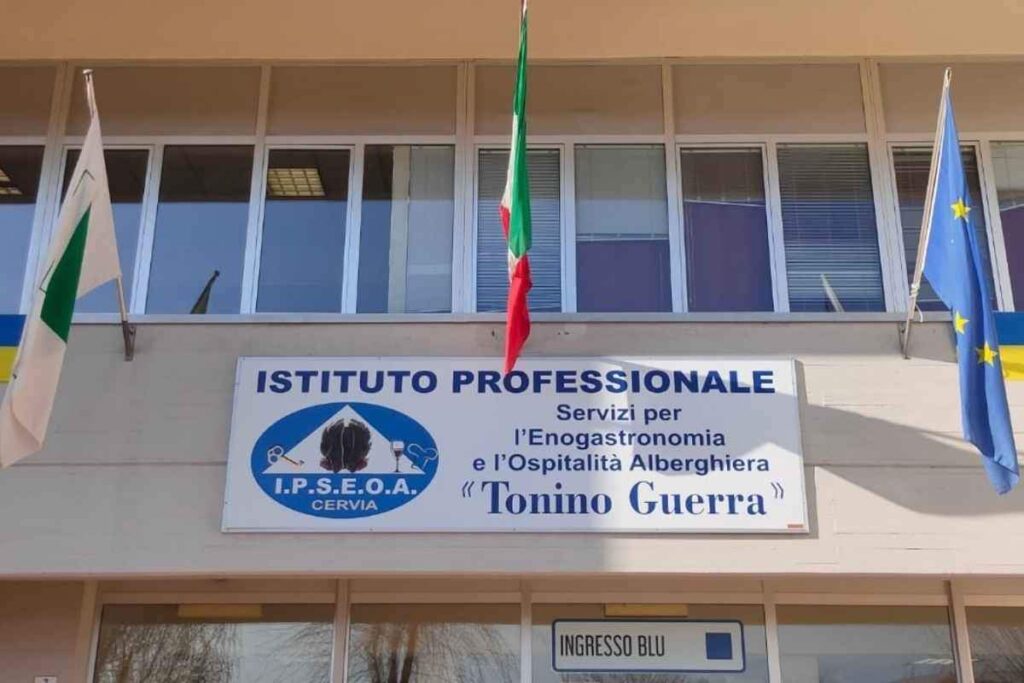 ISTITUTO PROFESSIONALE
Servizi per
l'Enogastronomia
e l'Ospitalità Alberghiera
"Tonino Guerra"
I.P.S.E.O.A.
CERVIA
INGRESSO BLU